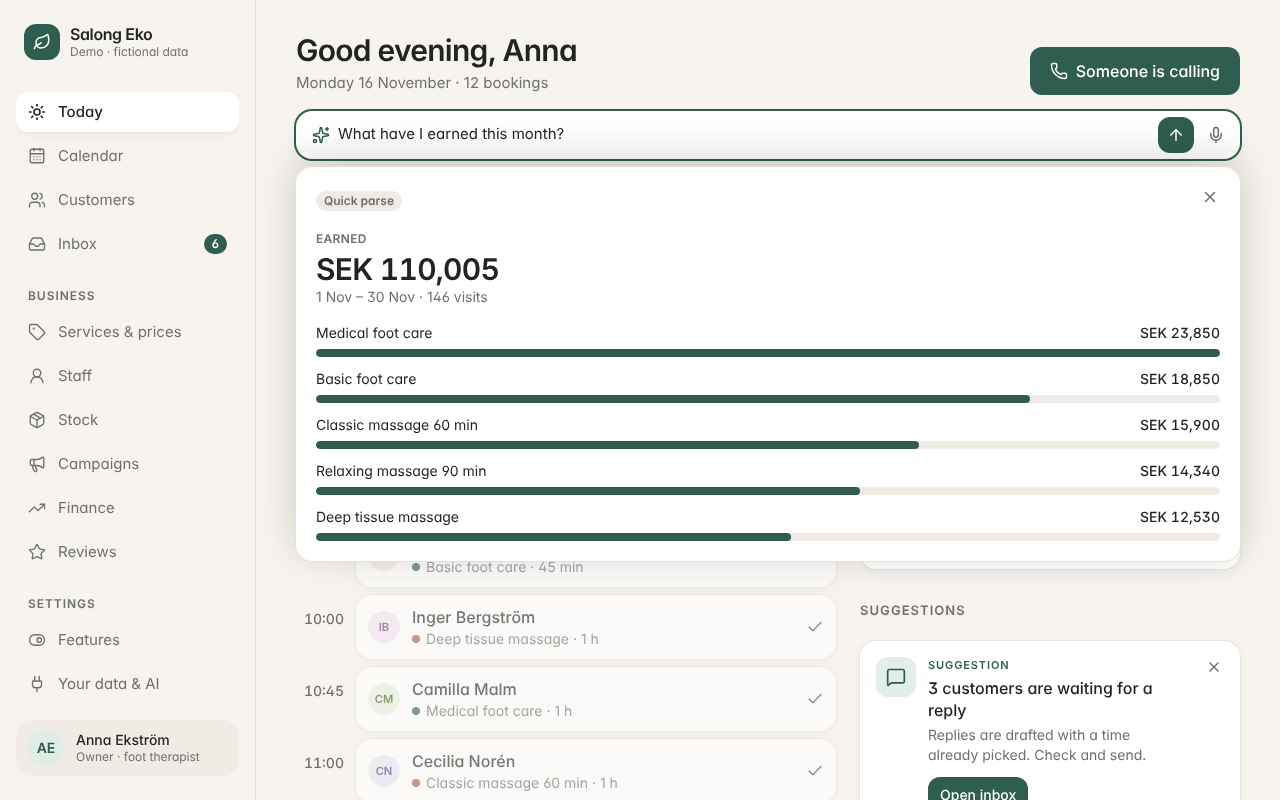 Salong Eko
Demo · fictional data
Today
Calendar
Customers
Inbox
6
BUSINESS
Services & prices
Staff
Stock
Campaigns
Finance
Reviews
SETTINGS
Features
Your data & AI
AE
Anna Ekström
Owner · foot therapist
Good evening, Anna
Monday 16 November · 12 bookings
Someone is calling
What have I earned this month?
Quick parse
EARNED
SEK 110,005
1 Nov – 30 Nov · 146 visits
Medical foot care
SEK 23,850
Basic foot care
SEK 18,850
Classic massage 60 min
SEK 15,900
Relaxing massage 90 min
SEK 14,340
Deep tissue massage
SEK 12,530
Basic foot care · 45 min
10:00
IB
Inger Bergström
Deep tissue massage · 1 h
10:45
CM
Camilla Malm
Medical foot care · 1 h
11:00
CN
Cecilia Norén
Classic massage 60 min · 1 h
SUGGESTIONS
SUGGESTION
3 customers are waiting for a
reply
Replies are drafted with a time
already picked. Check and send.
Open inbox